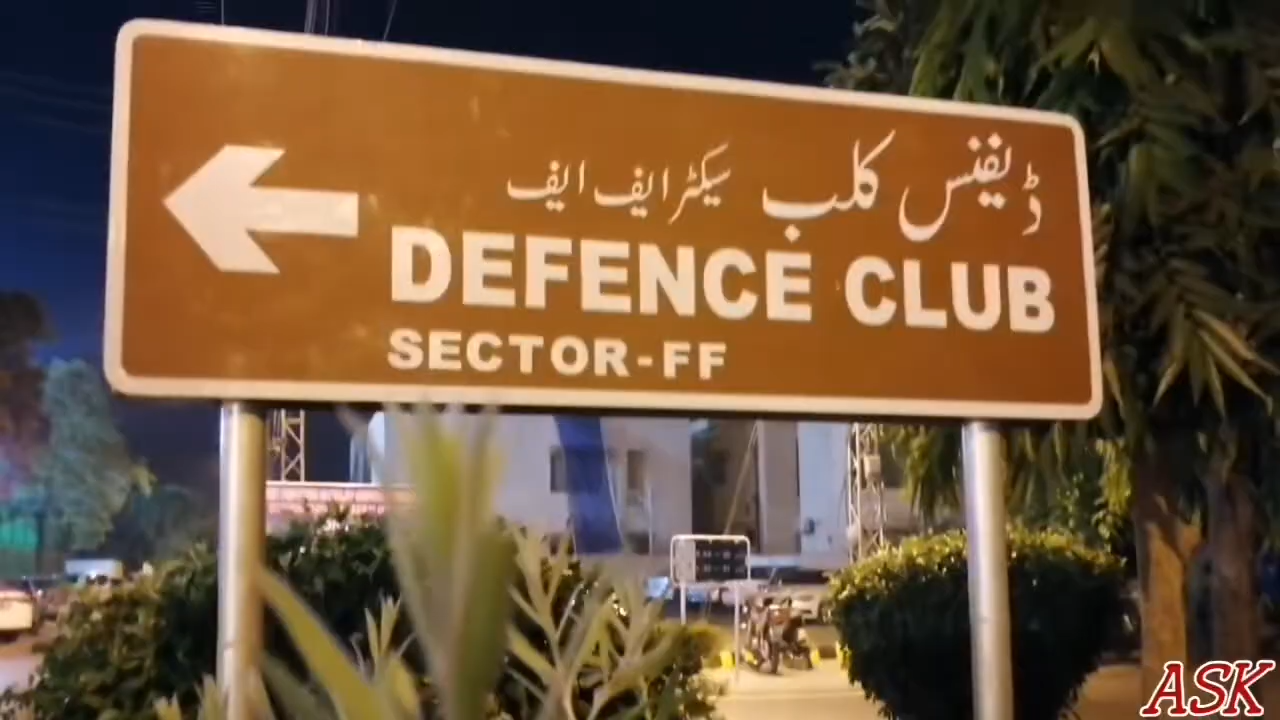 ڈیفنس کلب سیکٹر ایف ایف
DEFENCE CLUB
SECTOR-FF
ASK